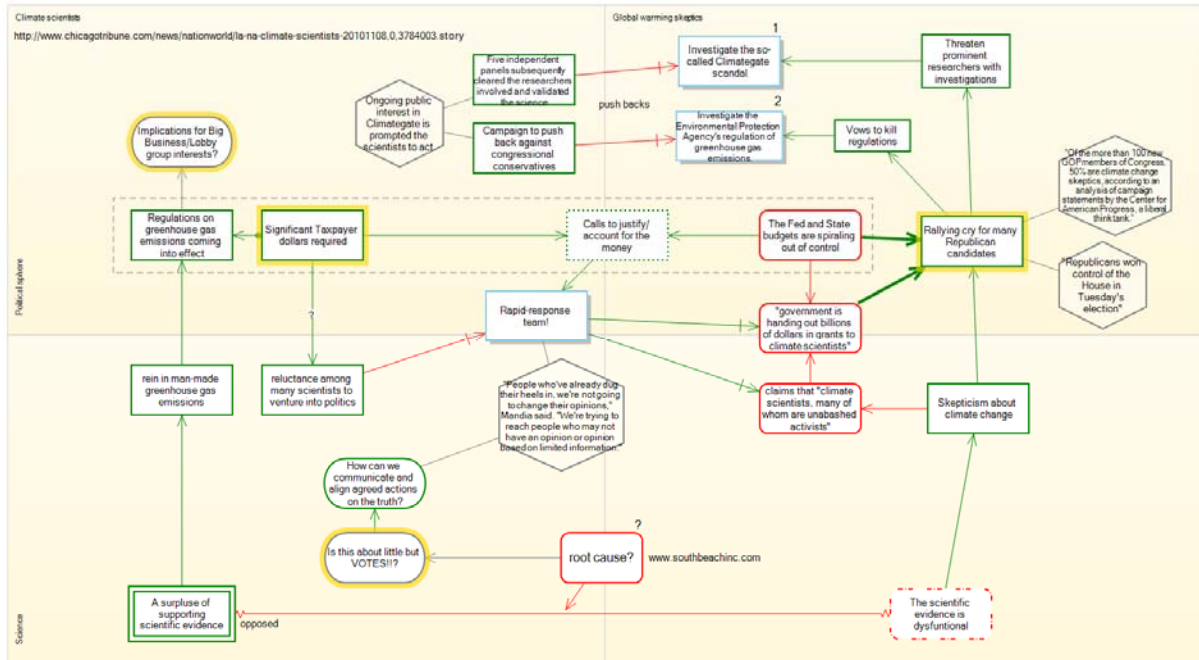 Climate scientists
Global warming skeptics
http://www.chicagotribune.com/news/nationworld/la-na-climate-scientists-20101108,0,3784003.story
Five independent
panels subsequently
cleared the researchers
involved and validated
the science
1
Investigate the so-
called Climategate
scandal
Threaten
prominent
researchers with
investigations
Ongoing public
interest in
Climategate is
prompted the
scientists to act.
push backs
2
Implications for Big
Business/Lobby
group interests?
Campaign to push
back against
congressional
conservatives
Investigate the
Environmental Protection
Agency's regulation of
greenhouse gas
emissions.
Vows to kill
regulations
"Of the more than 100 new
GOP members of Congress,
50% are climate change
skeptics, according to an
analysis of campaign
statements by the Center for
American Progress, a liberal
think tank."
Regulations on
greenhouse gas
emissions coming
into effect
Significant Taxpayer
dollars required
Calls to justify/
account for the
money
The Fed and State
budgets are spiraling
out of control
Rallying cry for many
Republican
candidates
"Republicans won
control of the
House in
Tuesday's
election"
Political sphere
?
Rapid-response
team!
"government is
handing out billions
of dollars in grants to
climate scientists"
rein in man-made
greenhouse gas
emissions
reluctance among
many scientists to
venture into politics
"People who've already dug
their heels in, we're not going
to change their opinions,"
Mandia said. "We're trying to
reach people who may not
have an opinion or opinion
based on limited information."
claims that "climate
scientists, many of
whom are unabashed
activists"
Skepticism about
climate change
How can we
communicate and
align agreed actions
on the truth?
?
Is this about little but
VOTES!!?
root cause?
www.southbeachinc.com
A surpluse of
supporting
scientific evidence
opposed
The scientific
evidence is
dysfuntional
Science